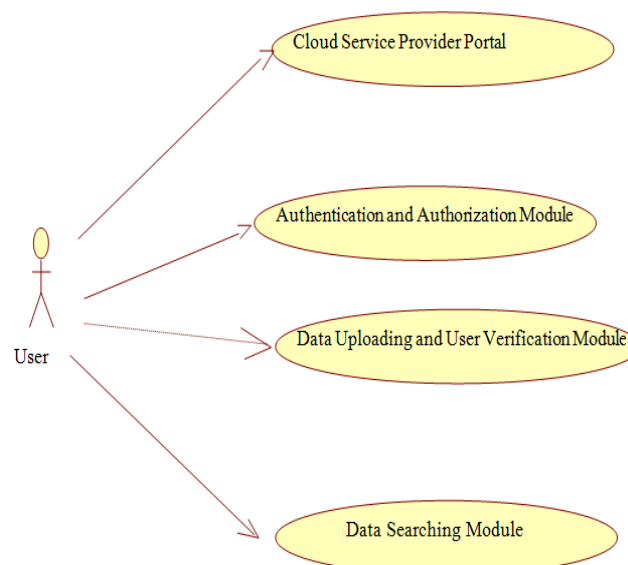 Cloud Service Provider Portal
Authentication and Authorization Module
Data Uploading and User Verification Module
User
Data Searching Module